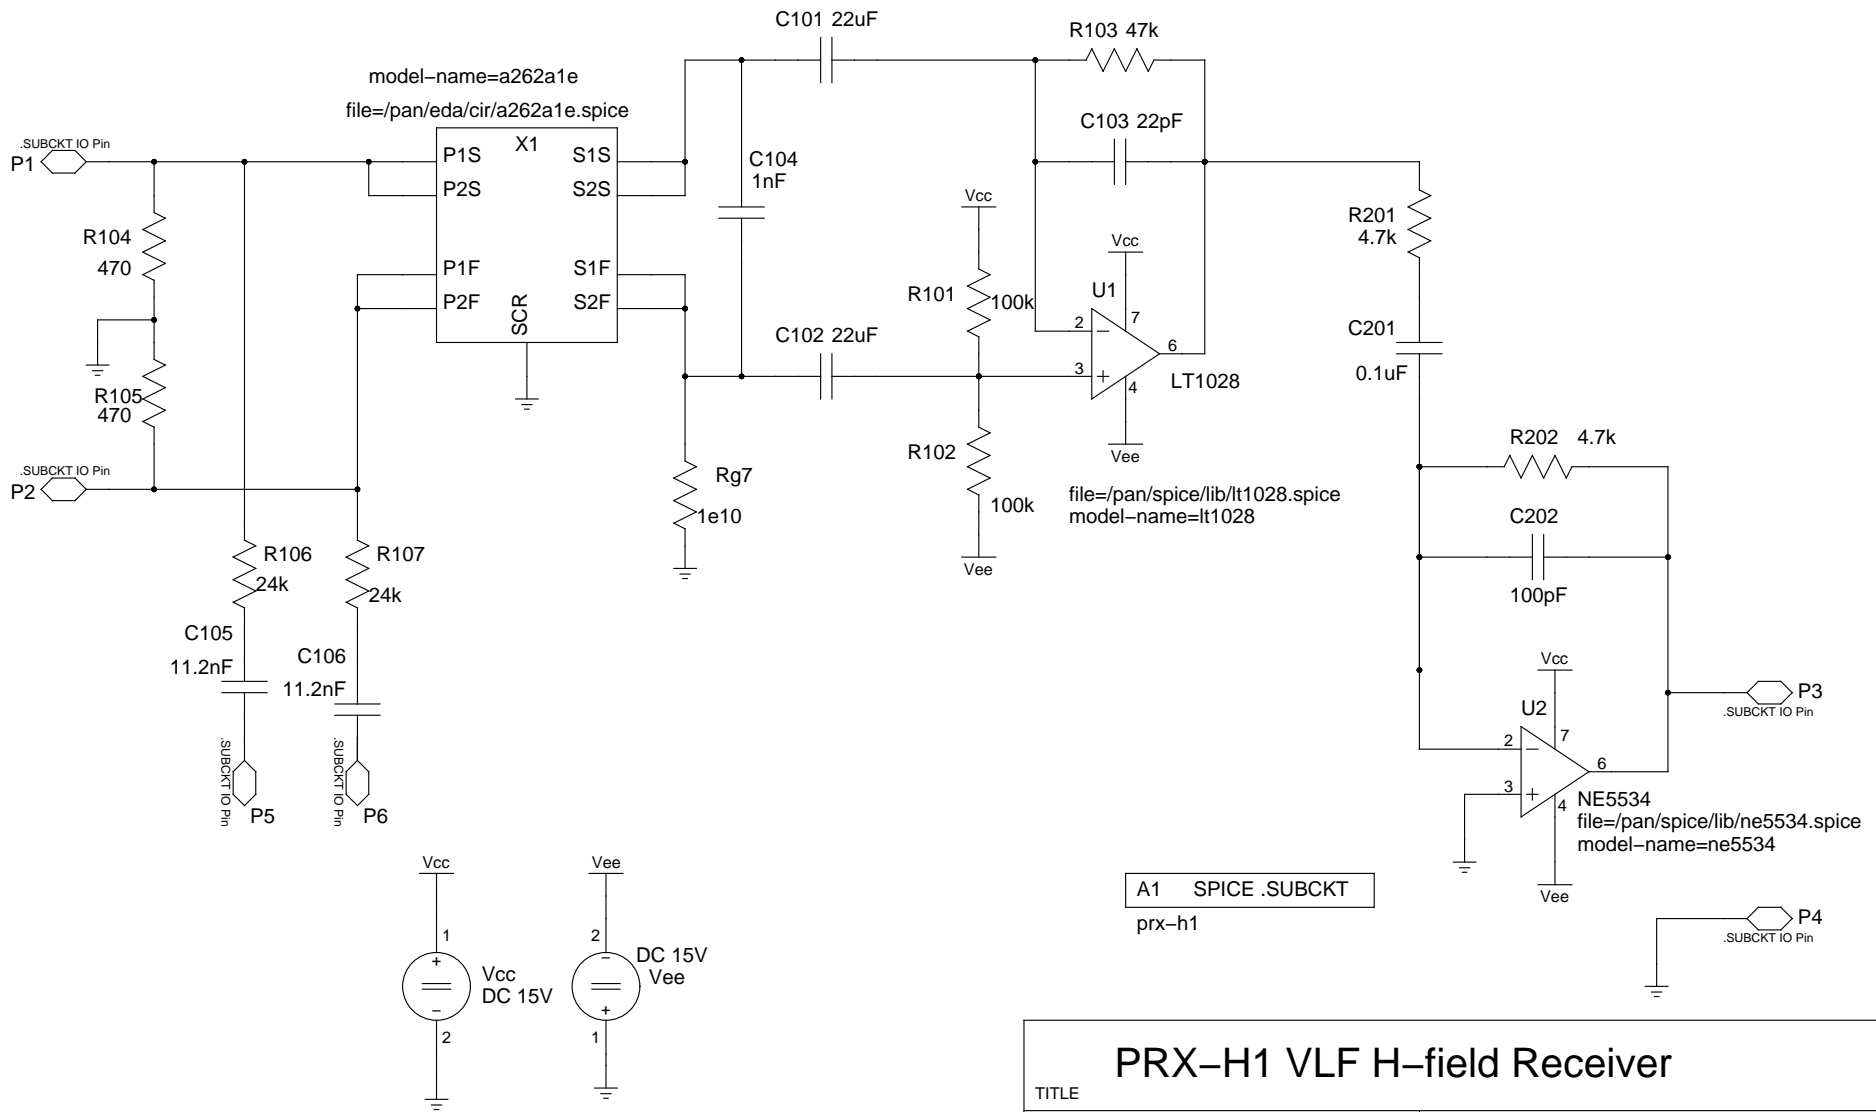 C101 22uF
R103 47k
model−name=a262a1e
file=/pan/eda/cir/a262a1e.spice
C103 22pF
.SUBCKT IO Pin
P1
X1
P1S
S1S
P2S
S2S
C104
1nF
Vcc
R104
470
R201
4.7k
Vcc
P1F
S1F
P2F
S2F
SCR
R101
100k
U1
7
2
−
6
3
+
4
LT1028
C201
0.1uF
C102 22uF
R105
470
R102
100k
Vee
R202 4.7k
.SUBCKT IO Pin
P2
Rg7
1e10
file=/pan/spice/lib/lt1028.spice
model−name=lt1028
C202
100pF
Vee
R106
24k
R107
24k
C105
11.2nF
C106
11.2nF
Vcc
U2
7
2
−
6
3
+
4
P3
.SUBCKT IO Pin
.SUBCKT IO Pin
P5
.SUBCKT IO Pin
P6
NE5534
file=/pan/spice/lib/ne5534.spice
model−name=ne5534
Vee
Vcc
Vee
A1 SPICE .SUBCKT
prx−h1
P4
.SUBCKT IO Pin
1
+
−
2
Vcc
DC 15V
2
−
+
1
DC 15V
Vee
PRX−H1 VLF H−field Receiver
TITLE